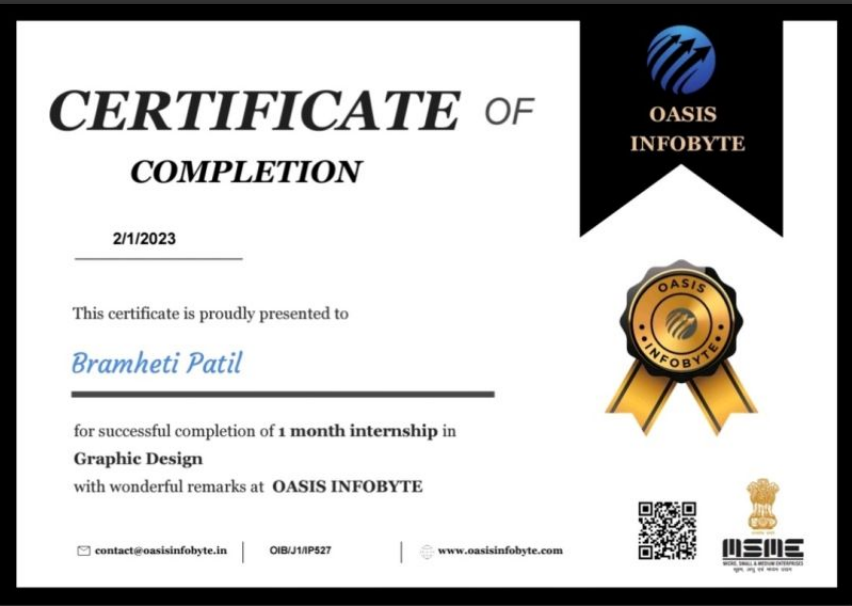 CERTIFICATE OF
COMPLETION
OASIS
INFOBYTE
2/1/2023
OASIS
INFOBYTE
This certificate is proudly presented to
Bramheti Patil
for successful completion of 1 month internship in
Graphic Design
with wonderful remarks at OASIS INFOBYTE
contact@oasisinfobyte.in
OIB/J1/IP527
www.oasisinfobyte.com
MSME
MICRO, SMALL & MEDIUM ENTERPRISES